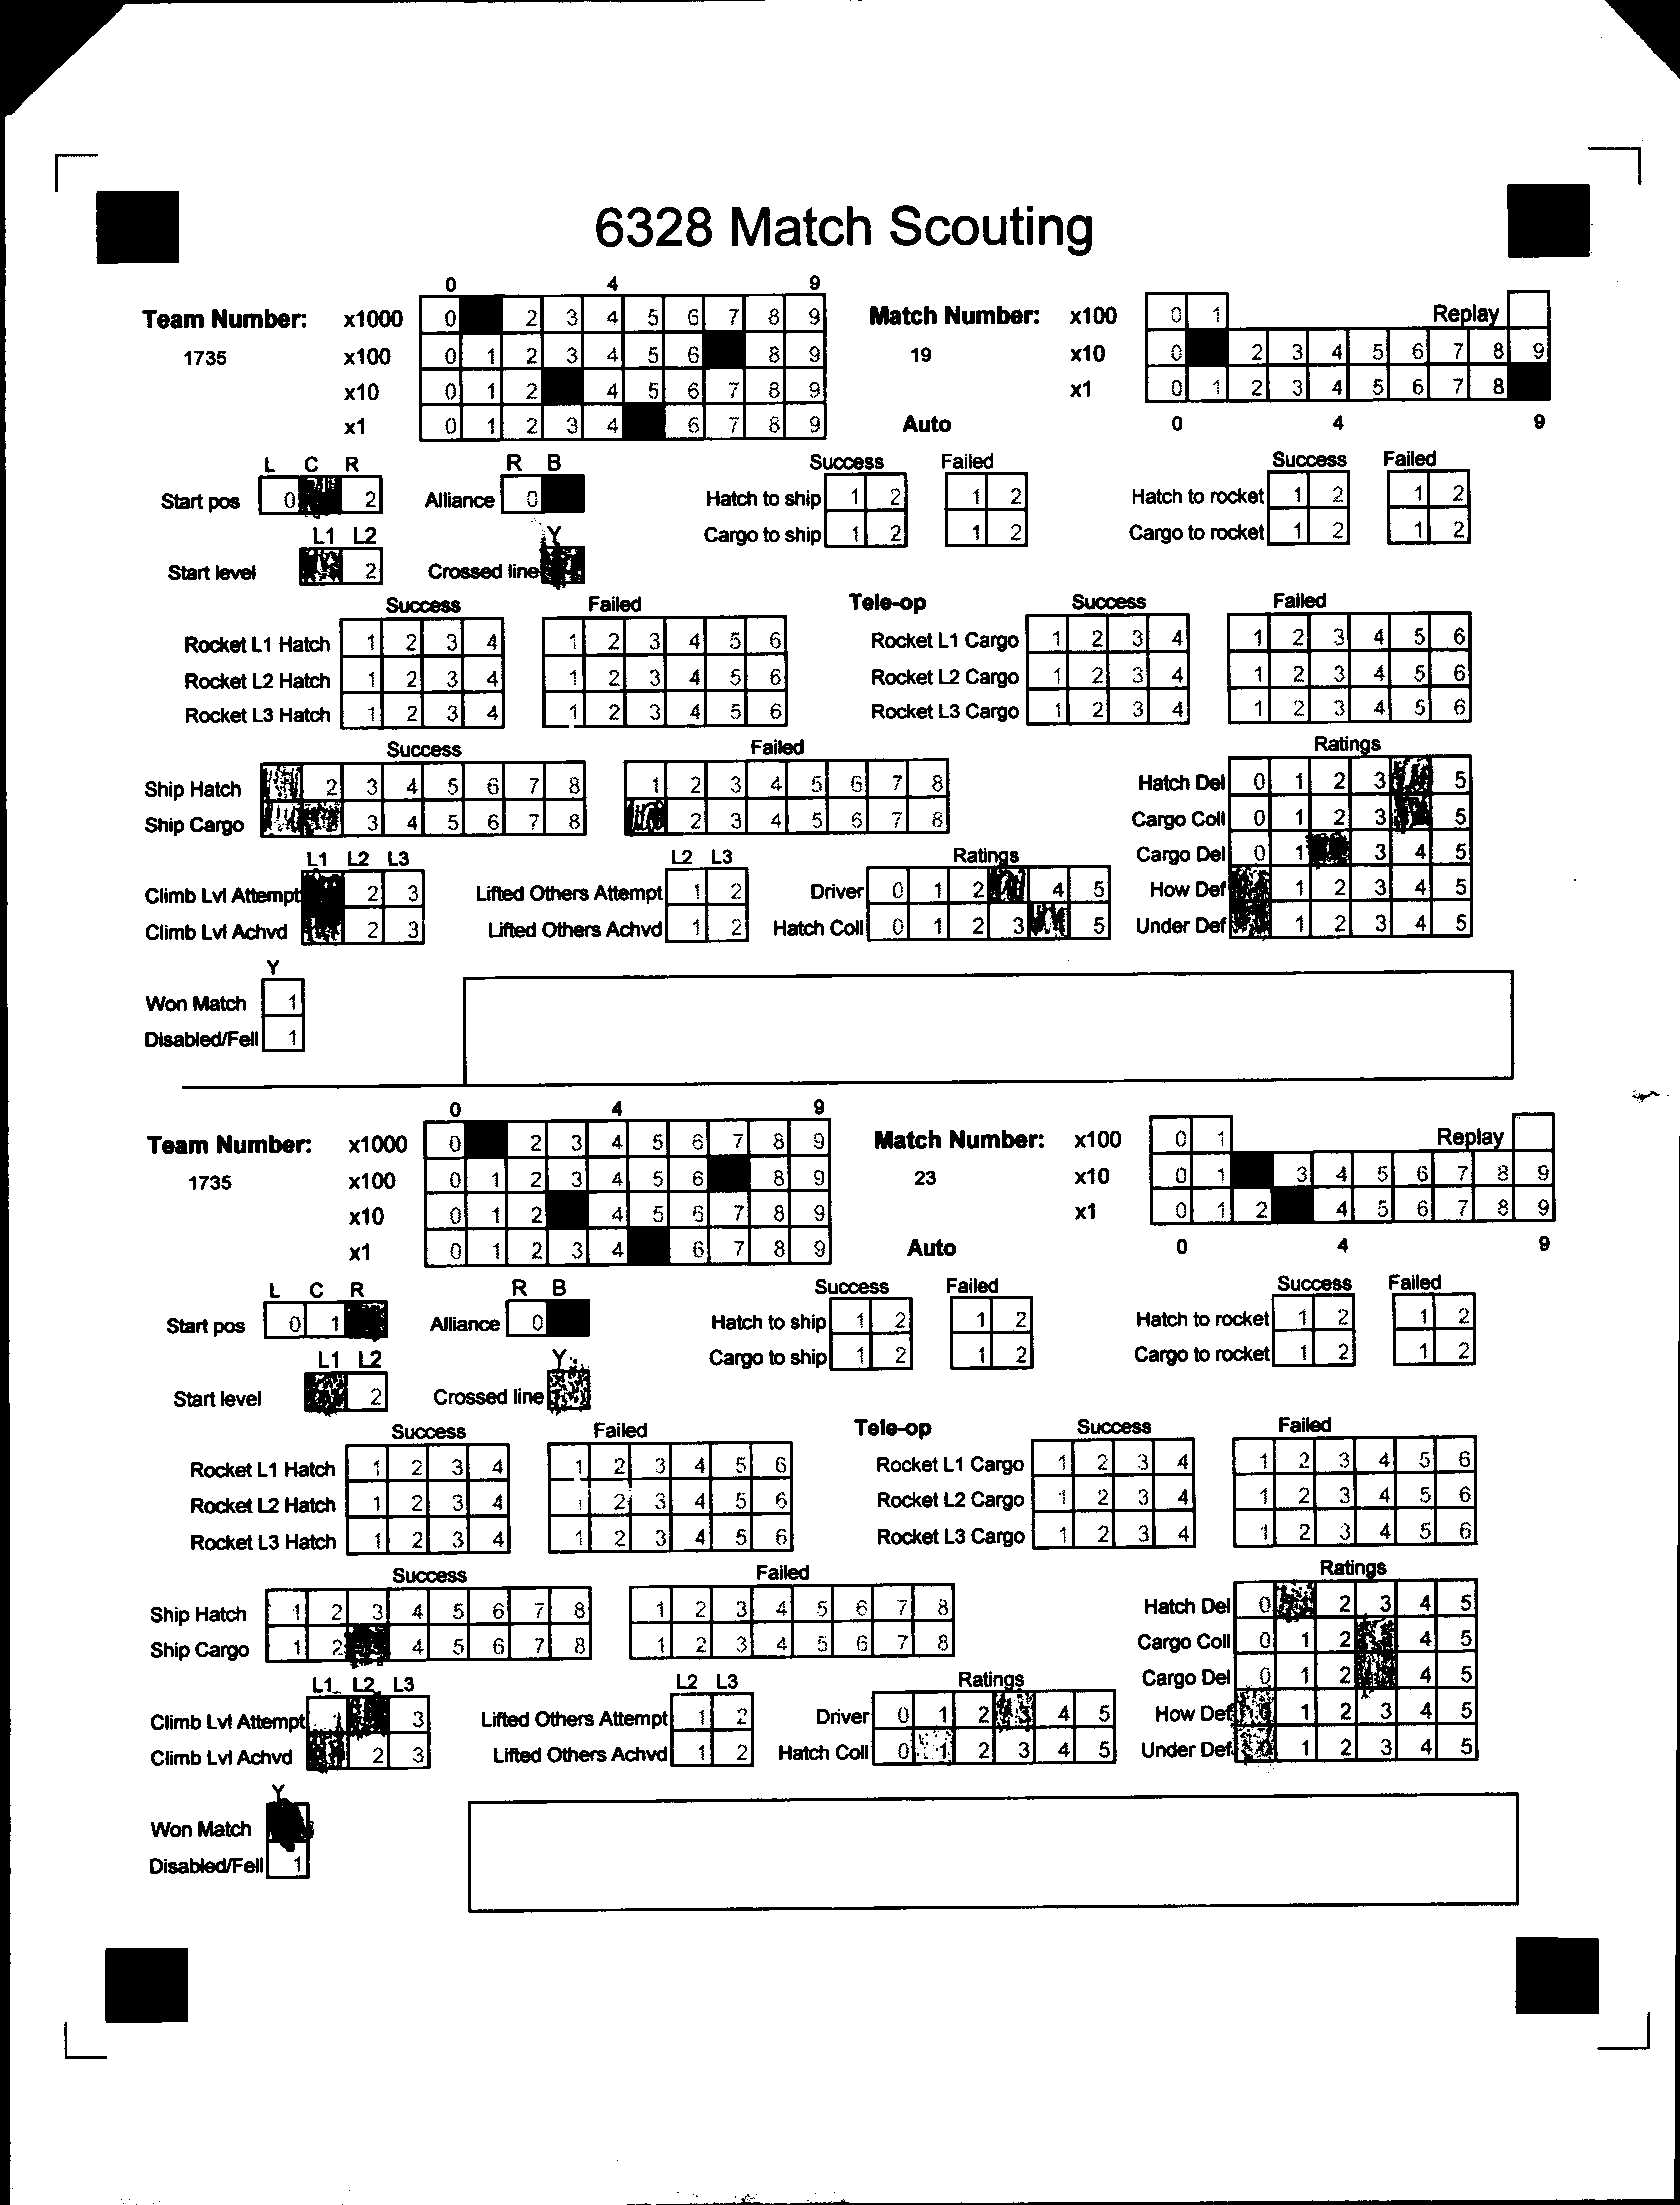 6328 Match Scouting
0 4 9
Team Number: x1000 0 2 3 4 5 6 7 8 9 Match Number: x100 0 1 Replay
1735 x100 0 1 2 3 4 5 6 8 9 19 x10 0 2 3 4 5 6 7 8 9
x10 0 1 2 4 5 6 7 8 9 x1 0 1 2 3 4 5 6 7 8
x1 0 1 2 3 4 6 7 8 9 Auto 0 4 9
L C R R B Success Failed Success Failed
Start pos 0 2 Alliance 0 Hatch to ship 1 2 1 2 Hatch to rocket 1 2 1 2
L1 L2 Y Cargo to ship 1 2 1 2 Cargo to rocket 1 2 1 2
Start level 2 Crossed line
Success Failed Tele-op Success Failed
Rocket L1 Hatch 1 2 3 4 1 2 3 4 5 6 Rocket L1 Cargo 1 2 3 4 1 2 3 4 5 6
Rocket L2 Hatch 1 2 3 4 1 2 3 4 5 6 Rocket L2 Cargo 1 2 3 4 1 2 3 4 5 6
Rocket L3 Hatch 1 2 3 4 1 2 3 4 5 6 Rocket L3 Cargo 1 2 3 4 1 2 3 4 5 6
Success Failed Ratings
Ship Hatch 2 3 4 5 6 7 8 1 2 3 4 5 6 7 8 Hatch Del 0 1 2 3 5
Ship Cargo 3 4 5 6 7 8 2 3 4 5 6 7 8 Cargo Coll 0 1 2 3 5
L1 L2 L3 L2 L3 Ratings Cargo Del 0 1 3 4 5
Climb Lvl Attempt 2 3 Lifted Others Attempt 1 2 Driver 0 1 2 4 5 How Def 1 2 3 4 5
Climb Lvl Achvd 2 3 Lifted Others Achvd 1 2 Hatch Coll 0 1 2 3 5 Under Def 1 2 3 4 5
Y
Won Match 1
Disabled/Fell 1
0 4 9
Team Number: x1000 0 2 3 4 5 6 7 8 9 Match Number: x100 0 1 Replay
1735 x100 0 1 2 3 4 5 6 8 9 23 x10 0 1 3 4 5 6 7 8 9
x10 0 1 2 4 5 6 7 8 9 x1 0 1 2 4 5 6 7 8 9
x1 0 1 2 3 4 6 7 8 9 Auto 0 4 9
L C R R B Success Failed Success Failed
Start pos 0 1 Alliance 0 Hatch to ship 1 2 1 2 Hatch to rocket 1 2 1 2
L1 L2 Y Cargo to ship 1 2 1 2 Cargo to rocket 1 2 1 2
Start level 2 Crossed line
Success Failed Tele-op Success Failed
Rocket L1 Hatch 1 2 3 4 1 2 3 4 5 6 Rocket L1 Cargo 1 2 3 4 1 2 3 4 5 6
Rocket L2 Hatch 1 2 3 4 1 2 3 4 5 6 Rocket L2 Cargo 1 2 3 4 1 2 3 4 5 6
Rocket L3 Hatch 1 2 3 4 1 2 3 4 5 6 Rocket L3 Cargo 1 2 3 4 1 2 3 4 5 6
Success Failed Ratings
Ship Hatch 1 2 3 4 5 6 7 8 1 2 3 4 5 6 7 8 Hatch Del 0 2 3 4 5
Ship Cargo 1 2 4 5 6 7 8 1 2 3 4 5 6 7 8 Cargo Coll 0 1 2 4 5
L1 L2 L3 L2 L3 Ratings Cargo Del 0 1 2 4 5
Climb Lvl Attempt 1 3 Lifted Others Attempt 1 2 Driver 0 1 2 4 5 How Def 1 2 3 4 5
Climb Lvl Achvd 2 3 Lifted Others Achvd 1 2 Hatch Coll 0 1 2 3 4 5 Under Def 1 2 3 4 5
Y
Won Match
Disabled/Fell 1